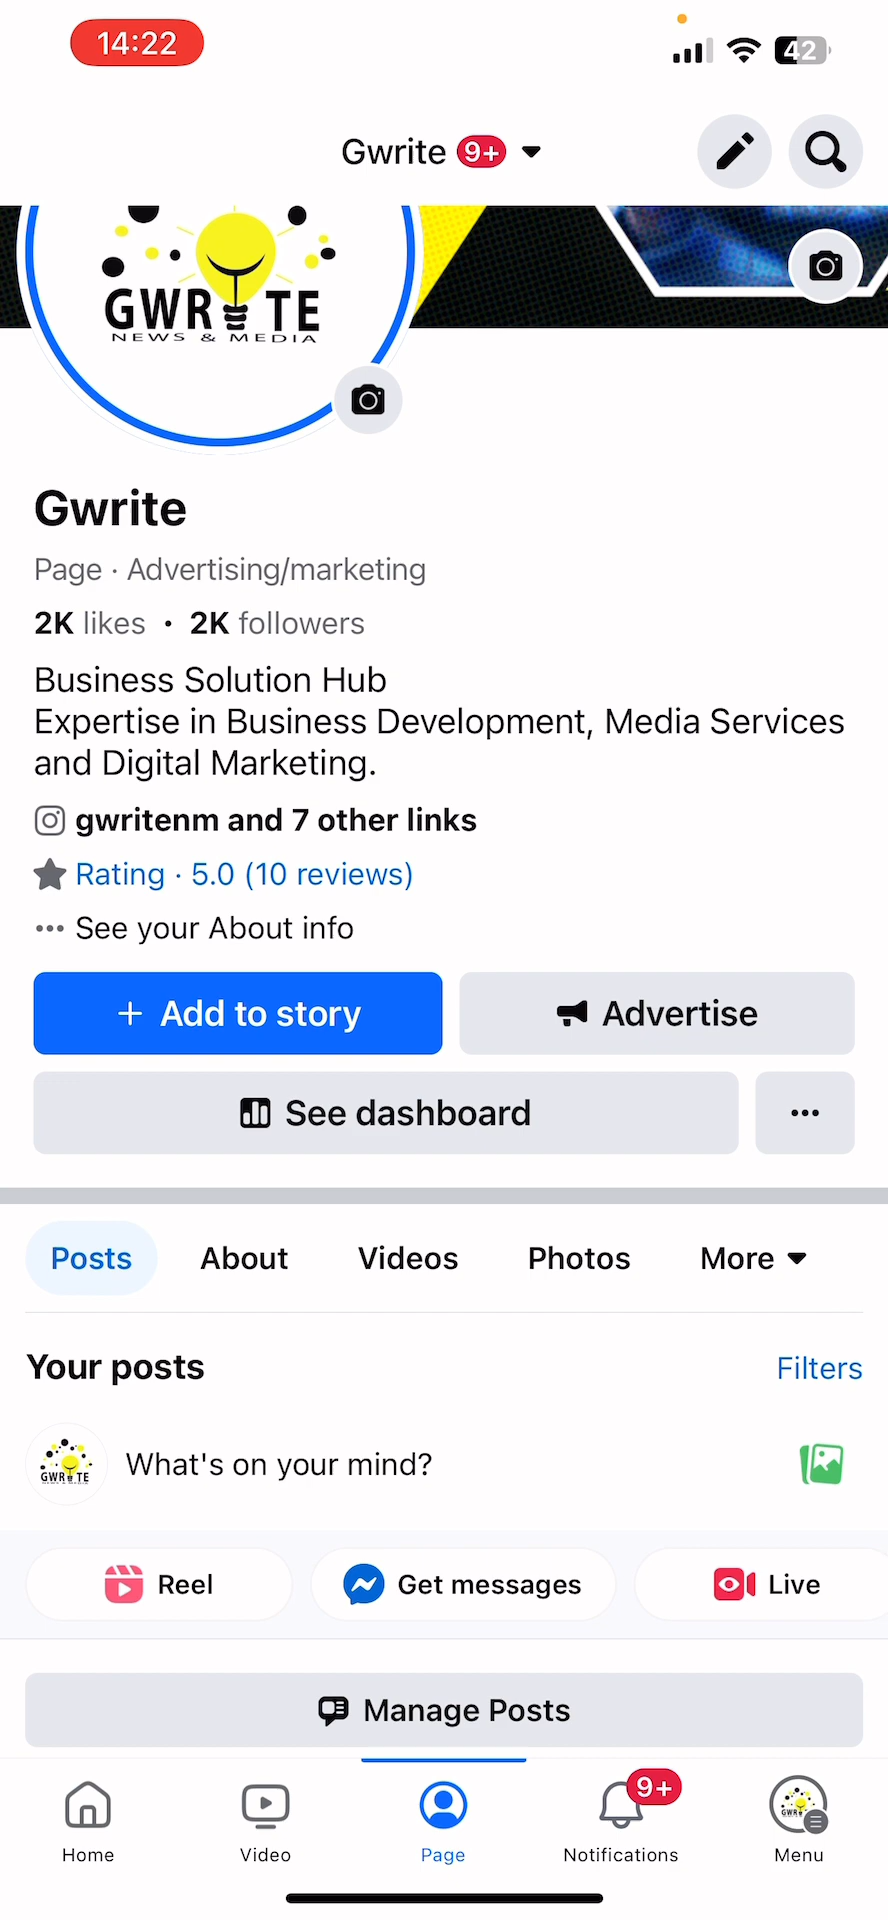 14:22
42
Gwrite 9+
GWR TE
NEWS & MEDIA
Gwrite
Page · Advertising/marketing
2K likes · 2K followers
Business Solution Hub
Expertise in Business Development, Media Services
and Digital Marketing.
gwritenm and 7 other links
Rating · 5.0 (10 reviews)
See your About info
+ Add to story
Advertise
See dashboard
Posts About Videos Photos More
Your posts
Filters
GWR TE
What's on your mind?
Reel
Get messages
Live
Manage Posts
9+
Home Video Page Notifications Menu